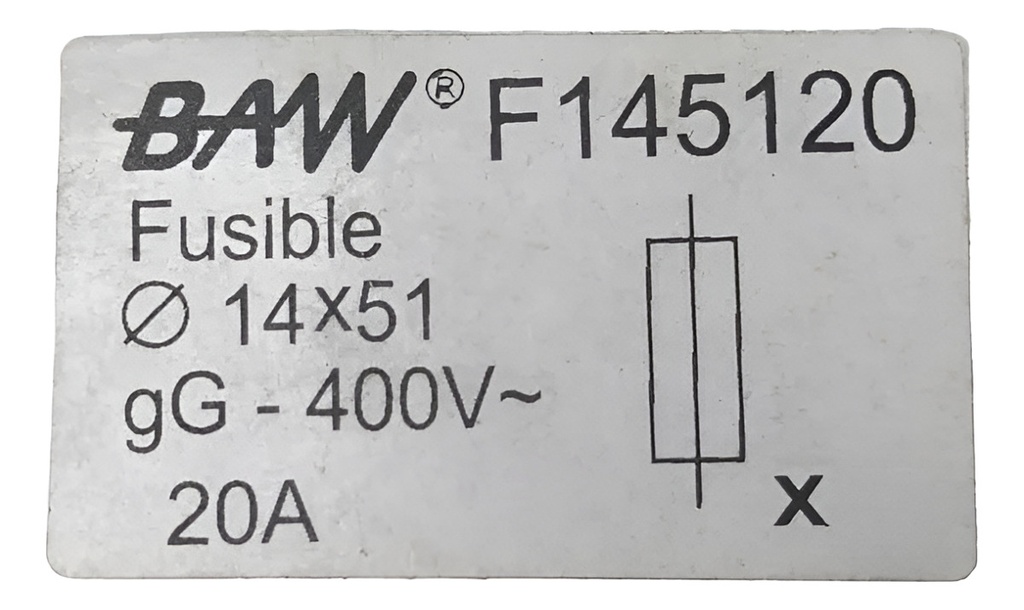 BAW® F145120
Fusible
Ø 14x51
gG - 400V~
20A
x